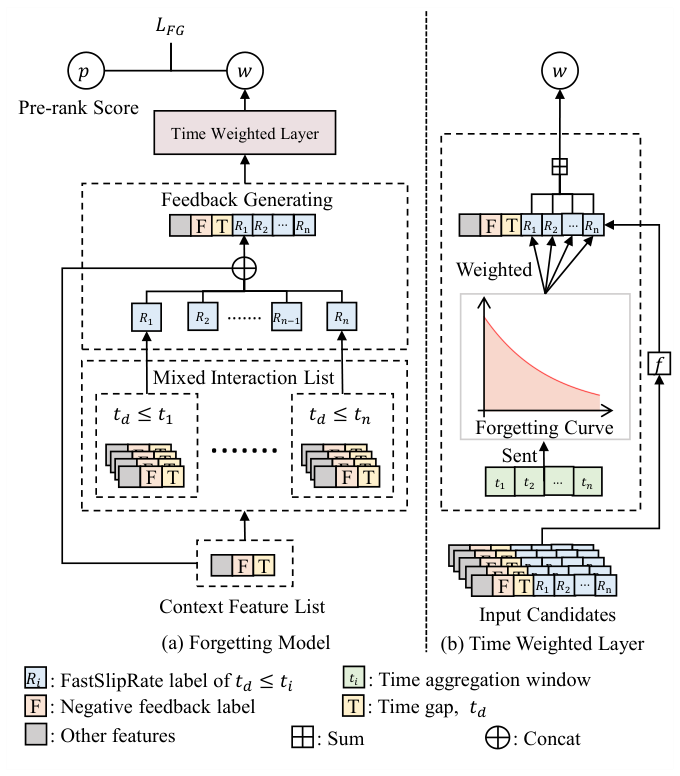 L_FG
p
w
Pre-rank Score
Time Weighted Layer
Feedback Generating
F T R_1 R_2 ... R_n
R_1 R_2 ....... R_{n-1} R_n
Mixed Interaction List
t_d ≤ t_1 t_d ≤ t_n
F T ....... F T
F T
Context Feature List
(a) Forgetting Model
w
F T R_1 R_2 ... R_n
Weighted
f
Forgetting Curve
Sent
t_1 t_2 ... t_n
F T R_1 R_2 ... R_n
Input Candidates
(b) Time Weighted Layer
R_i : FastSlipRate label of t_d ≤ t_i
t_i : Time aggregation window
F : Negative feedback label
T : Time gap, t_d
: Other features
: Sum
: Concat